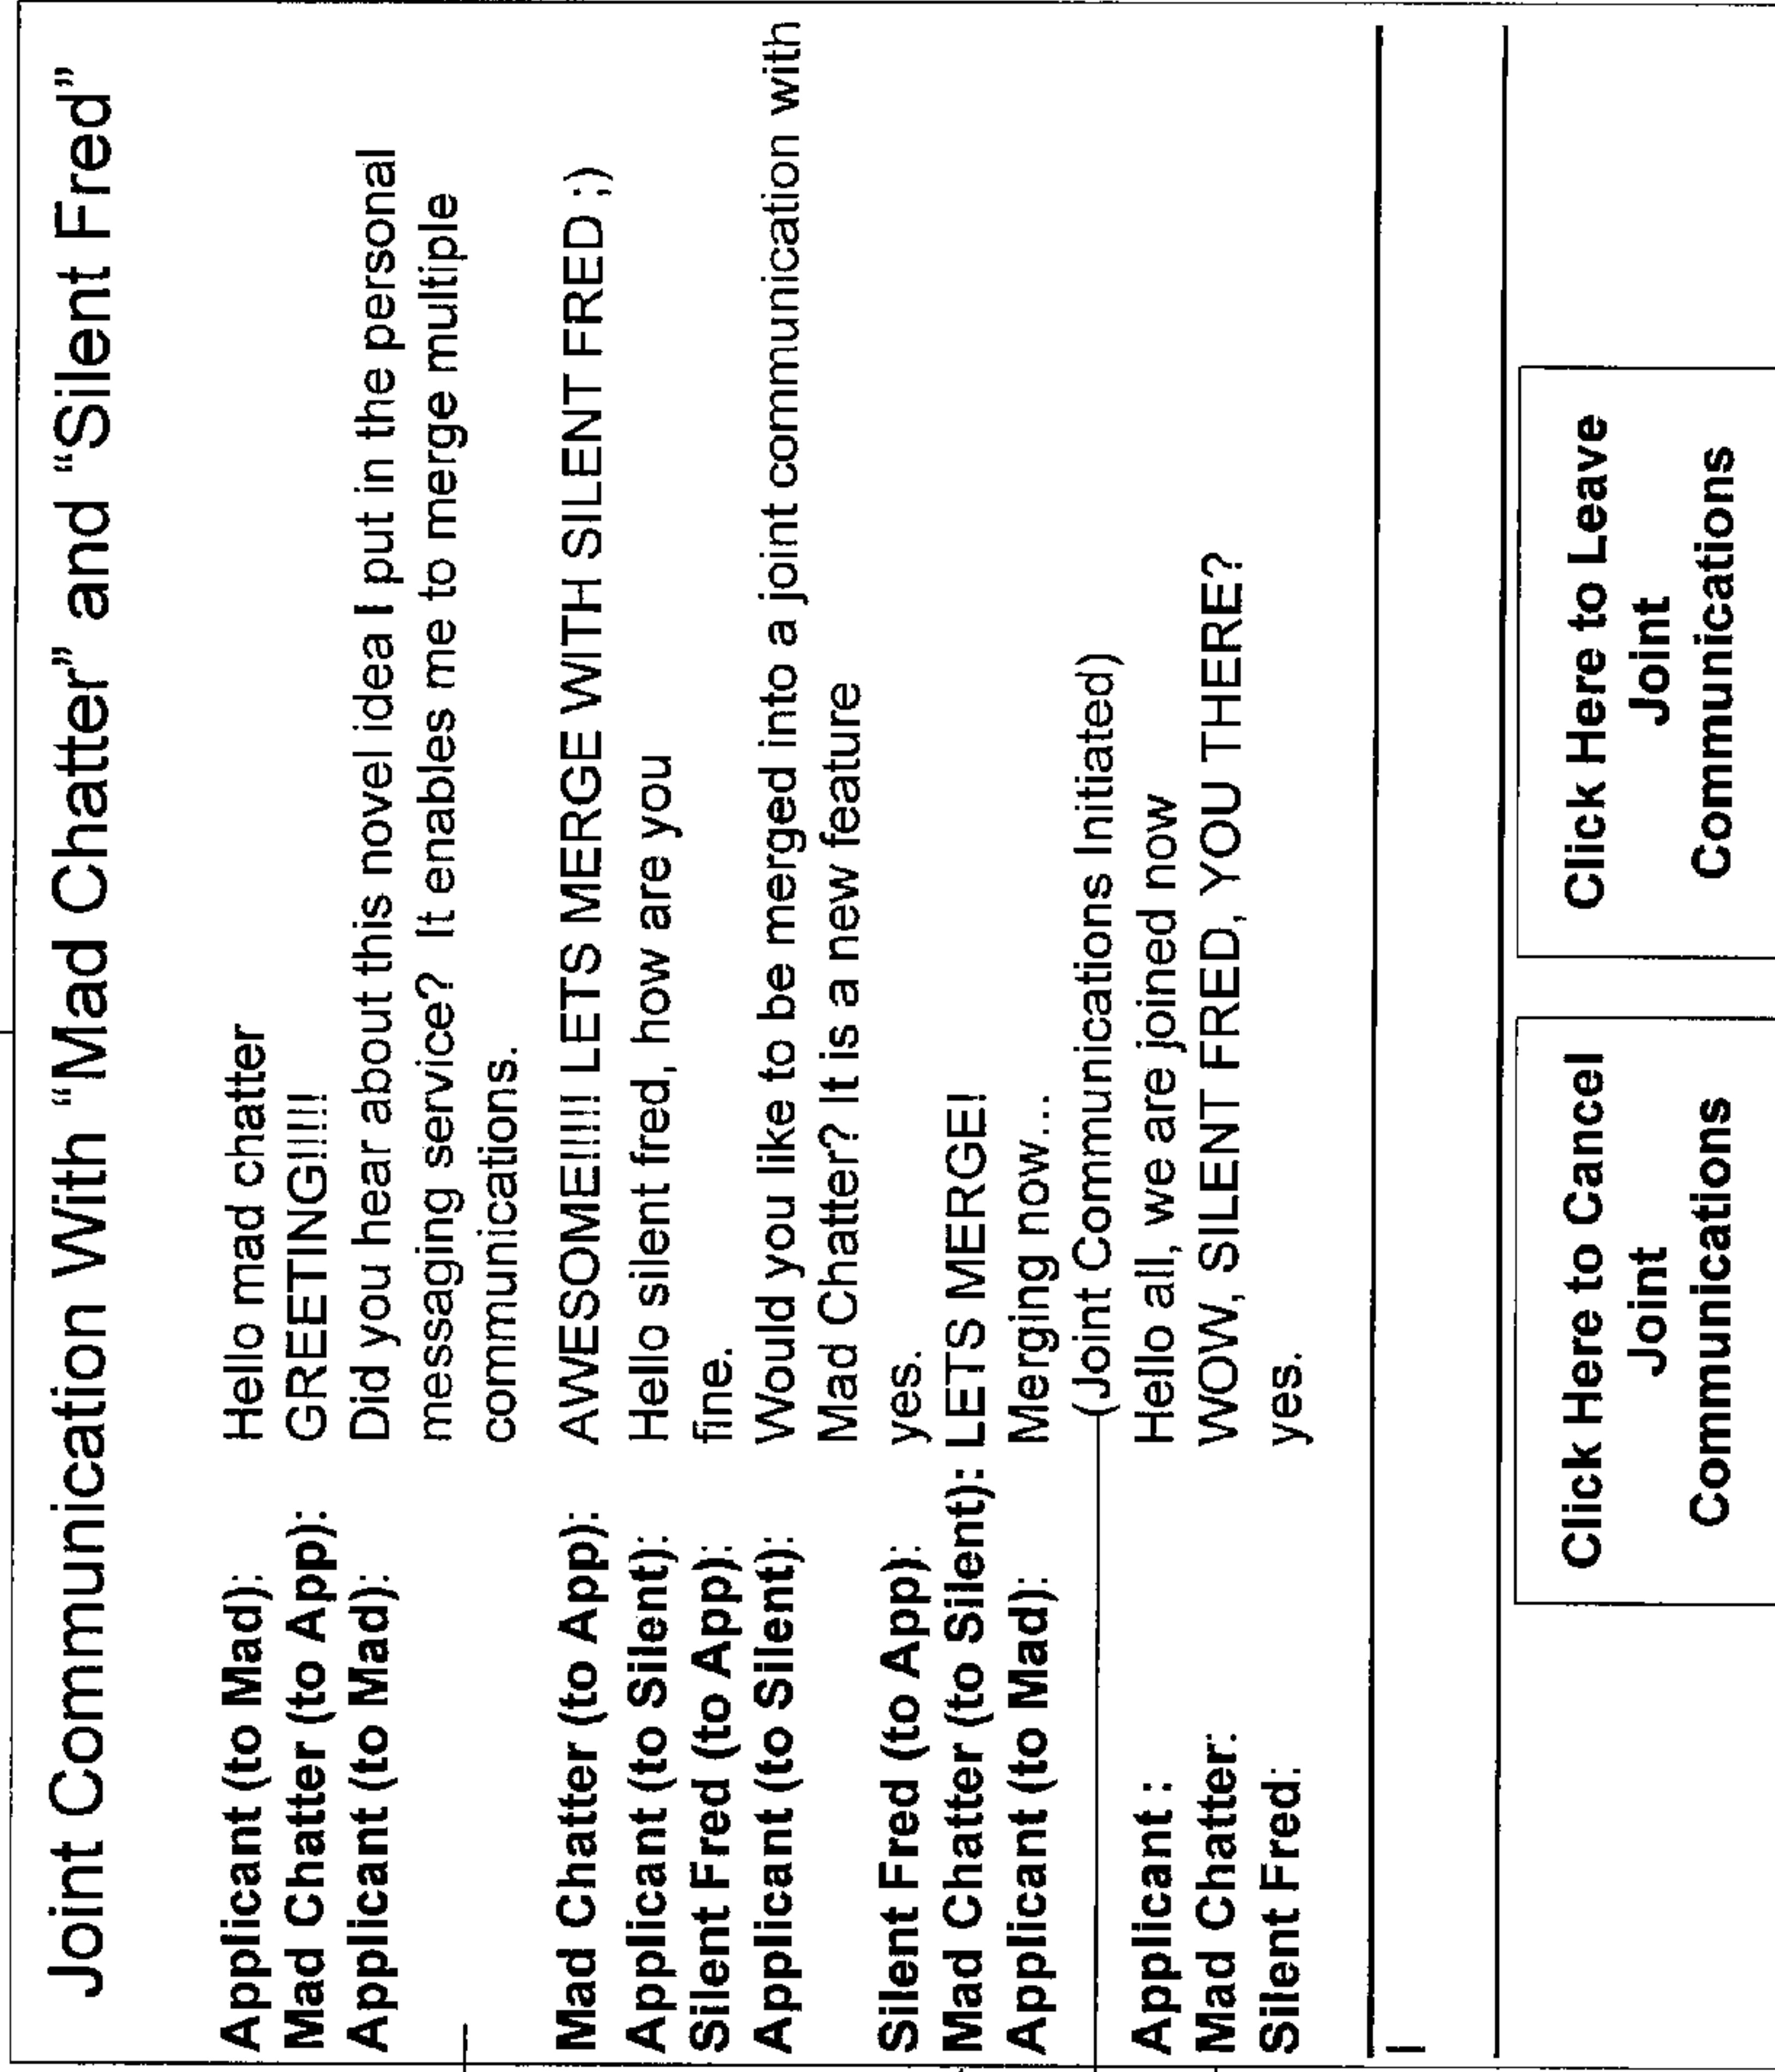 Joint Communication With “Mad Chatter” and “Silent Fred”
Applicant (to Mad): Hello mad chatter
Mad Chatter (to App): GREETING!!!!!
Applicant (to Mad): Did you hear about this novel idea I put in the personal
messaging service? It enables me to merge multiple
communications.
Mad Chatter (to App): AWESOME!!!!! LETS MERGE WITH SILENT FRED ;)
Applicant (to Silent): Hello silent fred, how are you
Silent Fred (to App): fine.
Applicant (to Silent): Would you like to be merged into a joint communication with
Mad Chatter? It is a new feature
Silent Fred (to App): yes.
Mad Chatter (to Silent): LETS MERGE!
Applicant (to Mad): Merging now...
(Joint Communications Initiated)
Applicant : Hello all, we are joined now
Mad Chatter: WOW, SILENT FRED, YOU THERE?
Silent Fred: yes.
Click Here to Cancel
Joint
Communications
Click Here to Leave
Joint
Communications